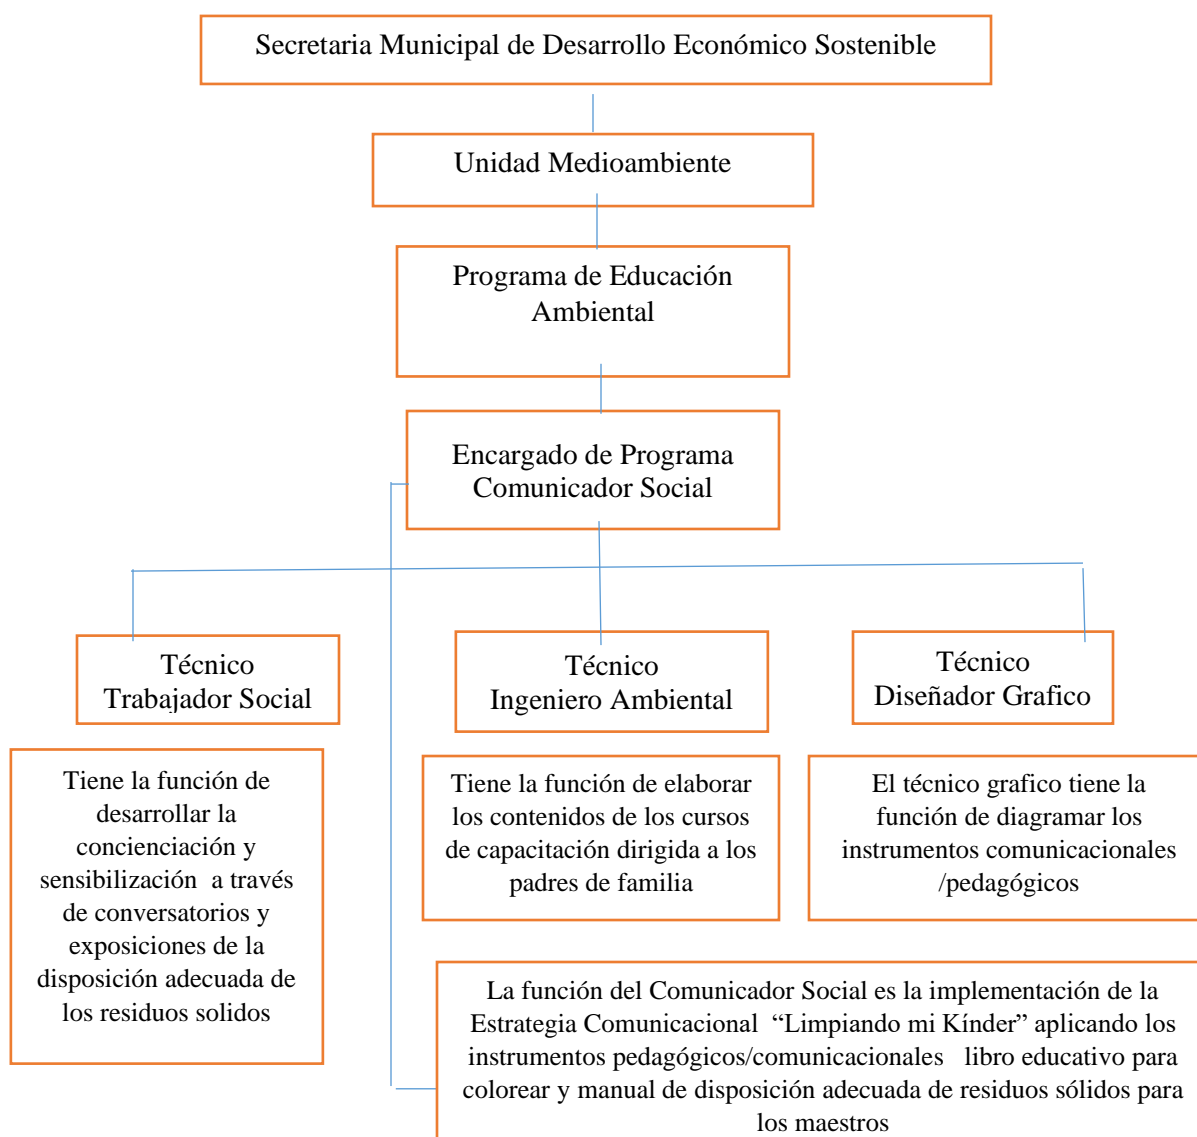 Secretaria Municipal de Desarrollo Económico Sostenible
Unidad Medioambiente
Programa de Educación
Ambiental
Encargado de Programa
Comunicador Social
Técnico
Trabajador Social
Técnico
Ingeniero Ambiental
Técnico
Diseñador Grafico
Tiene la función de
desarrollar la
concienciación y
sensibilización a través
de conversatorios y
exposiciones de la
disposición adecuada de
los residuos solidos
Tiene la función de elaborar
los contenidos de los cursos
de capacitación dirigida a los
padres de familia
El técnico grafico tiene la
función de diagramar los
instrumentos comunicacionales
/pedagógicos
La función del Comunicador Social es la implementación de la
Estrategia Comunicacional “Limpiando mi Kínder” aplicando los
instrumentos pedagógicos/comunicacionales libro educativo para
colorear y manual de disposición adecuada de residuos sólidos para
los maestros